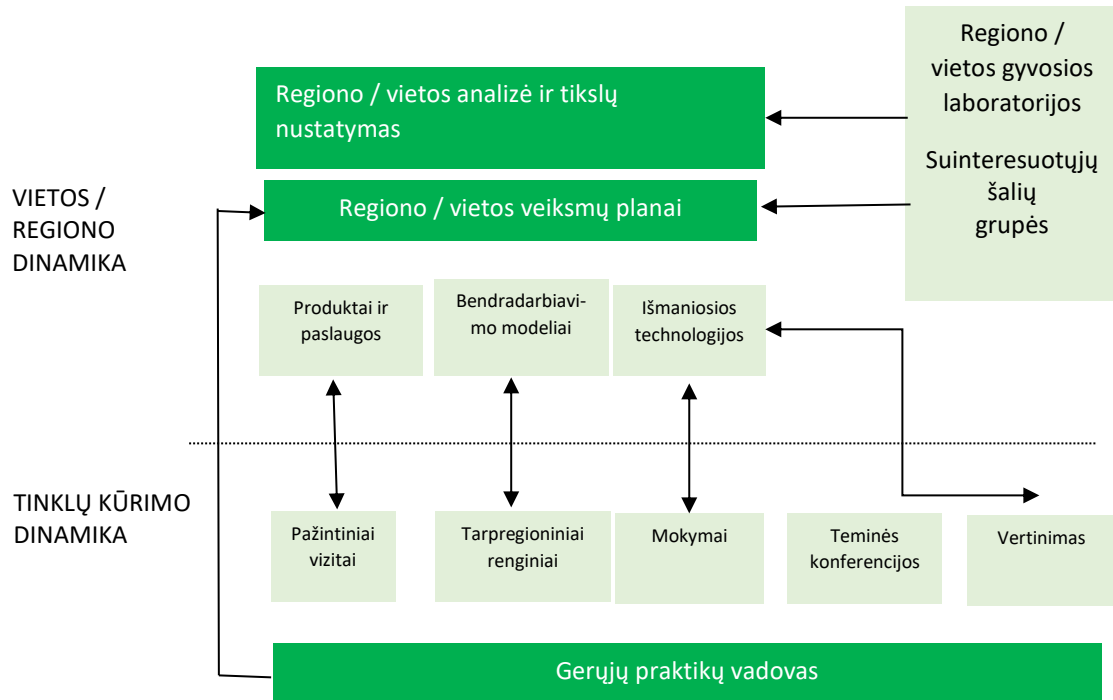 Regiono /
vietos gyvosios
laboratorijos
Suinteresuotųjų
šalių
grupės
Regiono / vietos analizė ir tikslų
nustatymas
VIETOS /
REGIONO
DINAMIKA
Regiono / vietos veiksmų planai
Produktai ir
paslaugos
Bendradarbiavi-
mo modeliai
Išmaniosios
technologijos
TINKLŲ KŪRIMO
DINAMIKA
Pažintiniai
vizitai
Tarpregioniniai
renginiai
Mokymai
Teminės
konferencijos
Vertinimas
Gerųjų praktikų vadovas